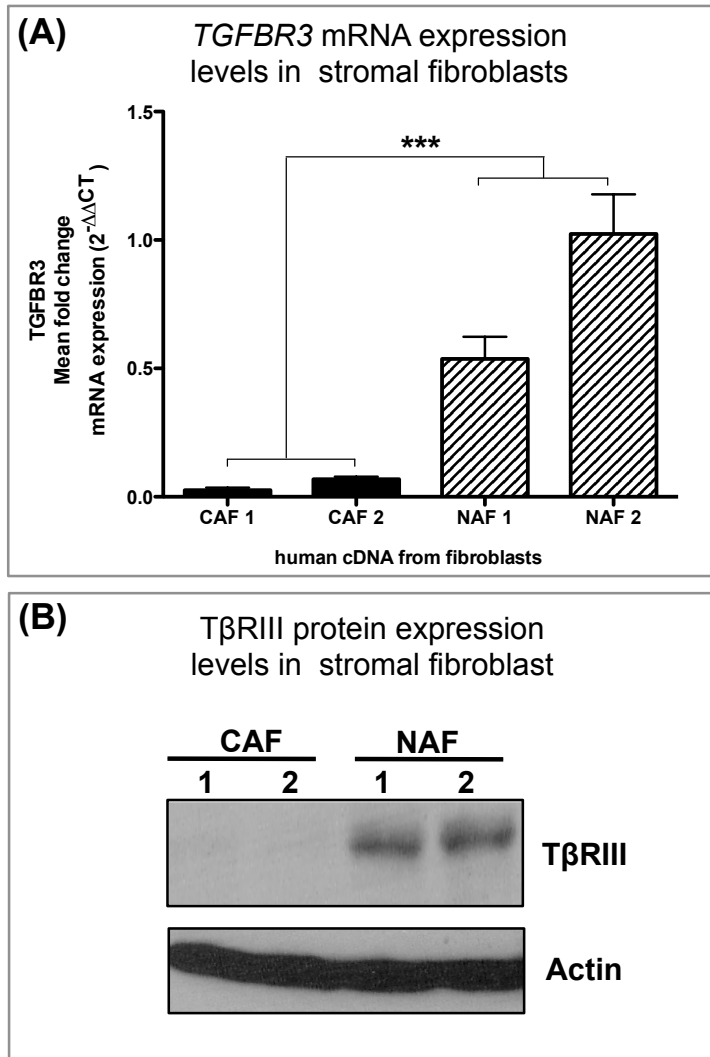 (A)
TGFBR3 mRNA expression
levels in stromal fibroblasts
TGFBR3
Mean fold change
mRNA expression (2^-ΔΔCT)
1.5
1.0
0.5
0.0
***
CAF 1 CAF 2 NAF 1 NAF 2
human cDNA from fibroblasts
(B)
TβRIII protein expression
levels in stromal fibroblast
CAF NAF
1 2 1 2
TβRIII
Actin